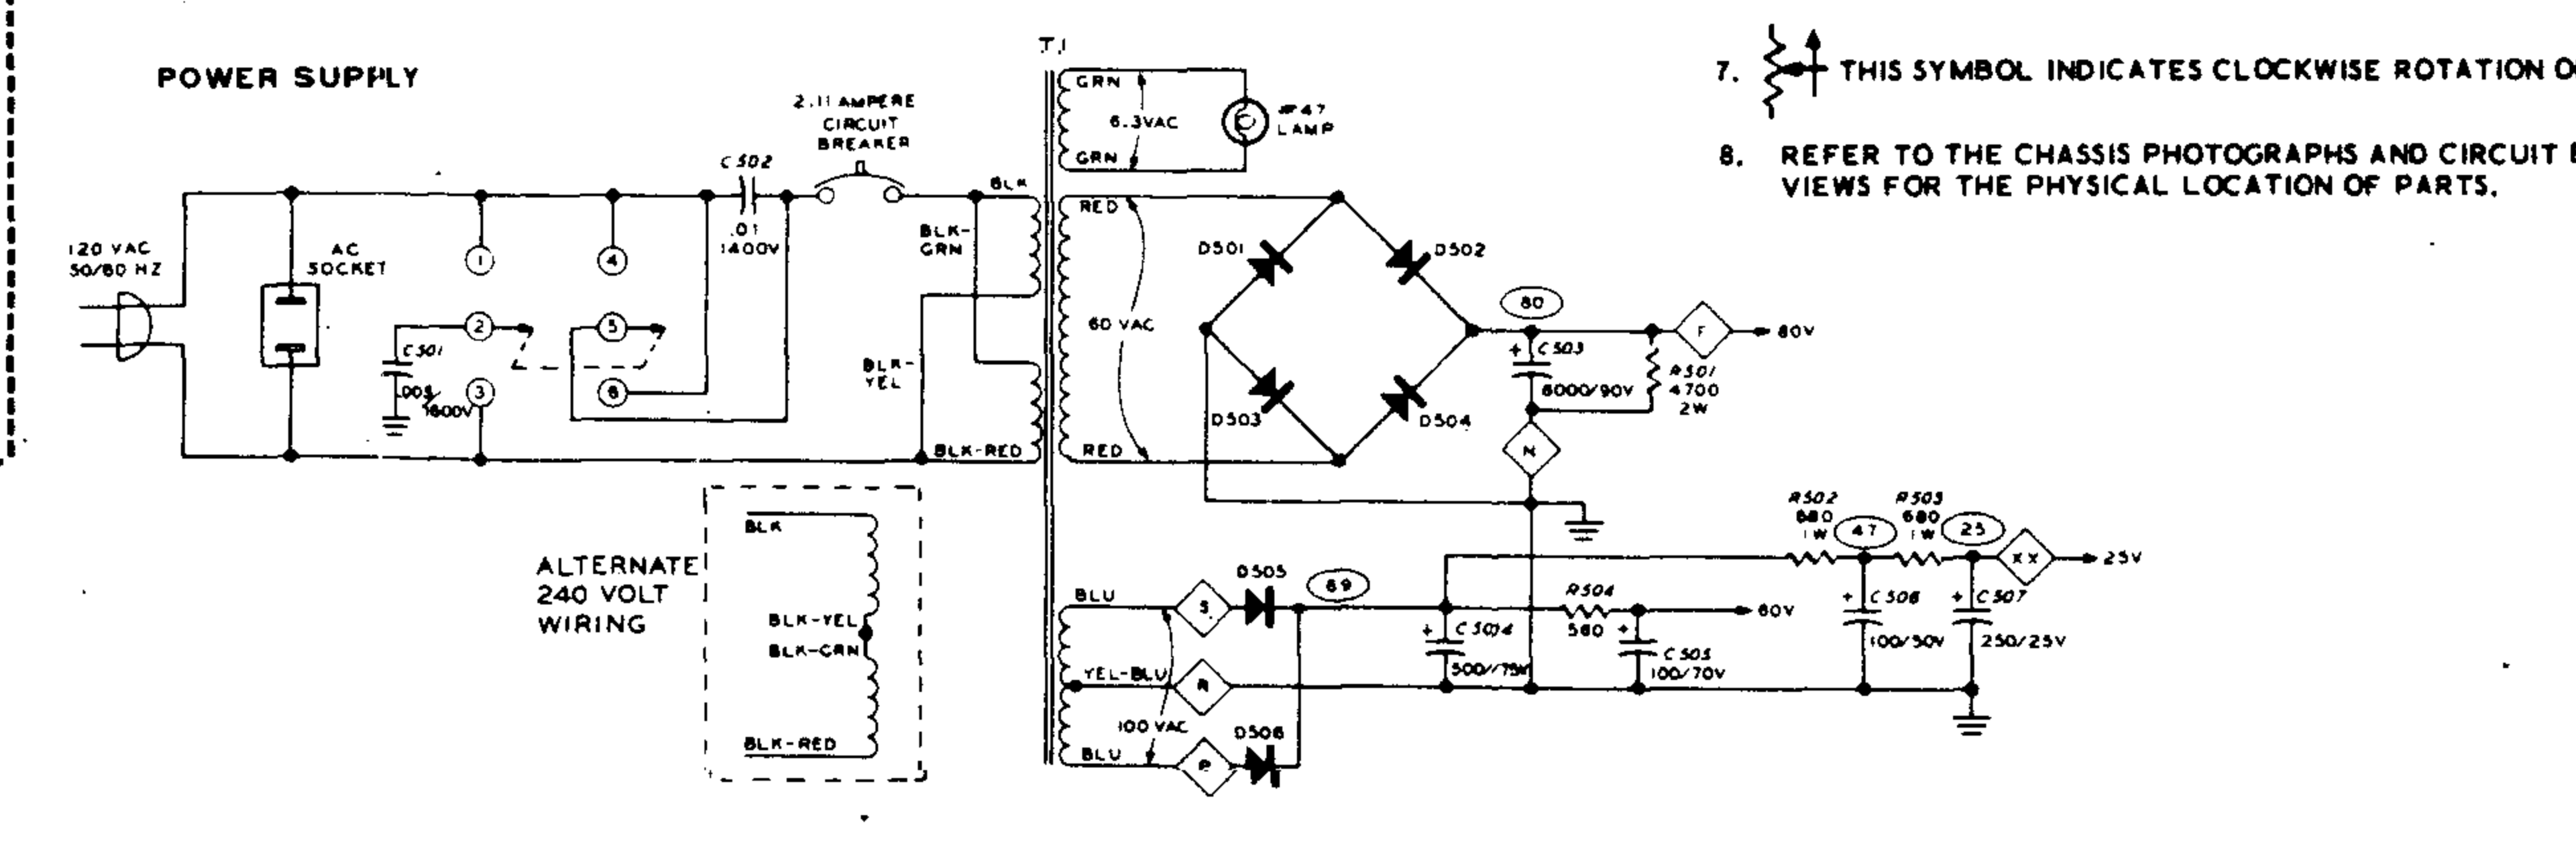 POWER SUPPLY
120 VAC
50/60 HZ
AC
SOCKET
1
2
3
4
5
6
C501
.005/
1600V
C502
.01
1400V
2.11 AMPERE
CIRCUIT
BREAKER
BLK
BLK-
GRN
BLK-
YEL
BLK-RED
ALTERNATE
240 VOLT
WIRING
BLK
BLK-YEL
BLK-GRN
BLK-RED
T1
GRN
6.3VAC
GRN
#47
LAMP
RED
60 VAC
RED
D501
D502
D503
D504
80
C503
6000/90V
R501
4700
2W
F
80V
N
BLU
YEL-BLU
100 VAC
BLU
S
R
P
D505
D506
69
C504
500/75V
R504
560
C505
100/70V
60V
R502
680
1W
47
R503
680
1W
25
XX
25V
C506
100/50V
C507
250/25V
7. THIS SYMBOL INDICATES CLOCKWISE ROTATION
8. REFER TO THE CHASSIS PHOTOGRAPHS AND CIRCUIT
VIEWS FOR THE PHYSICAL LOCATION OF PARTS.